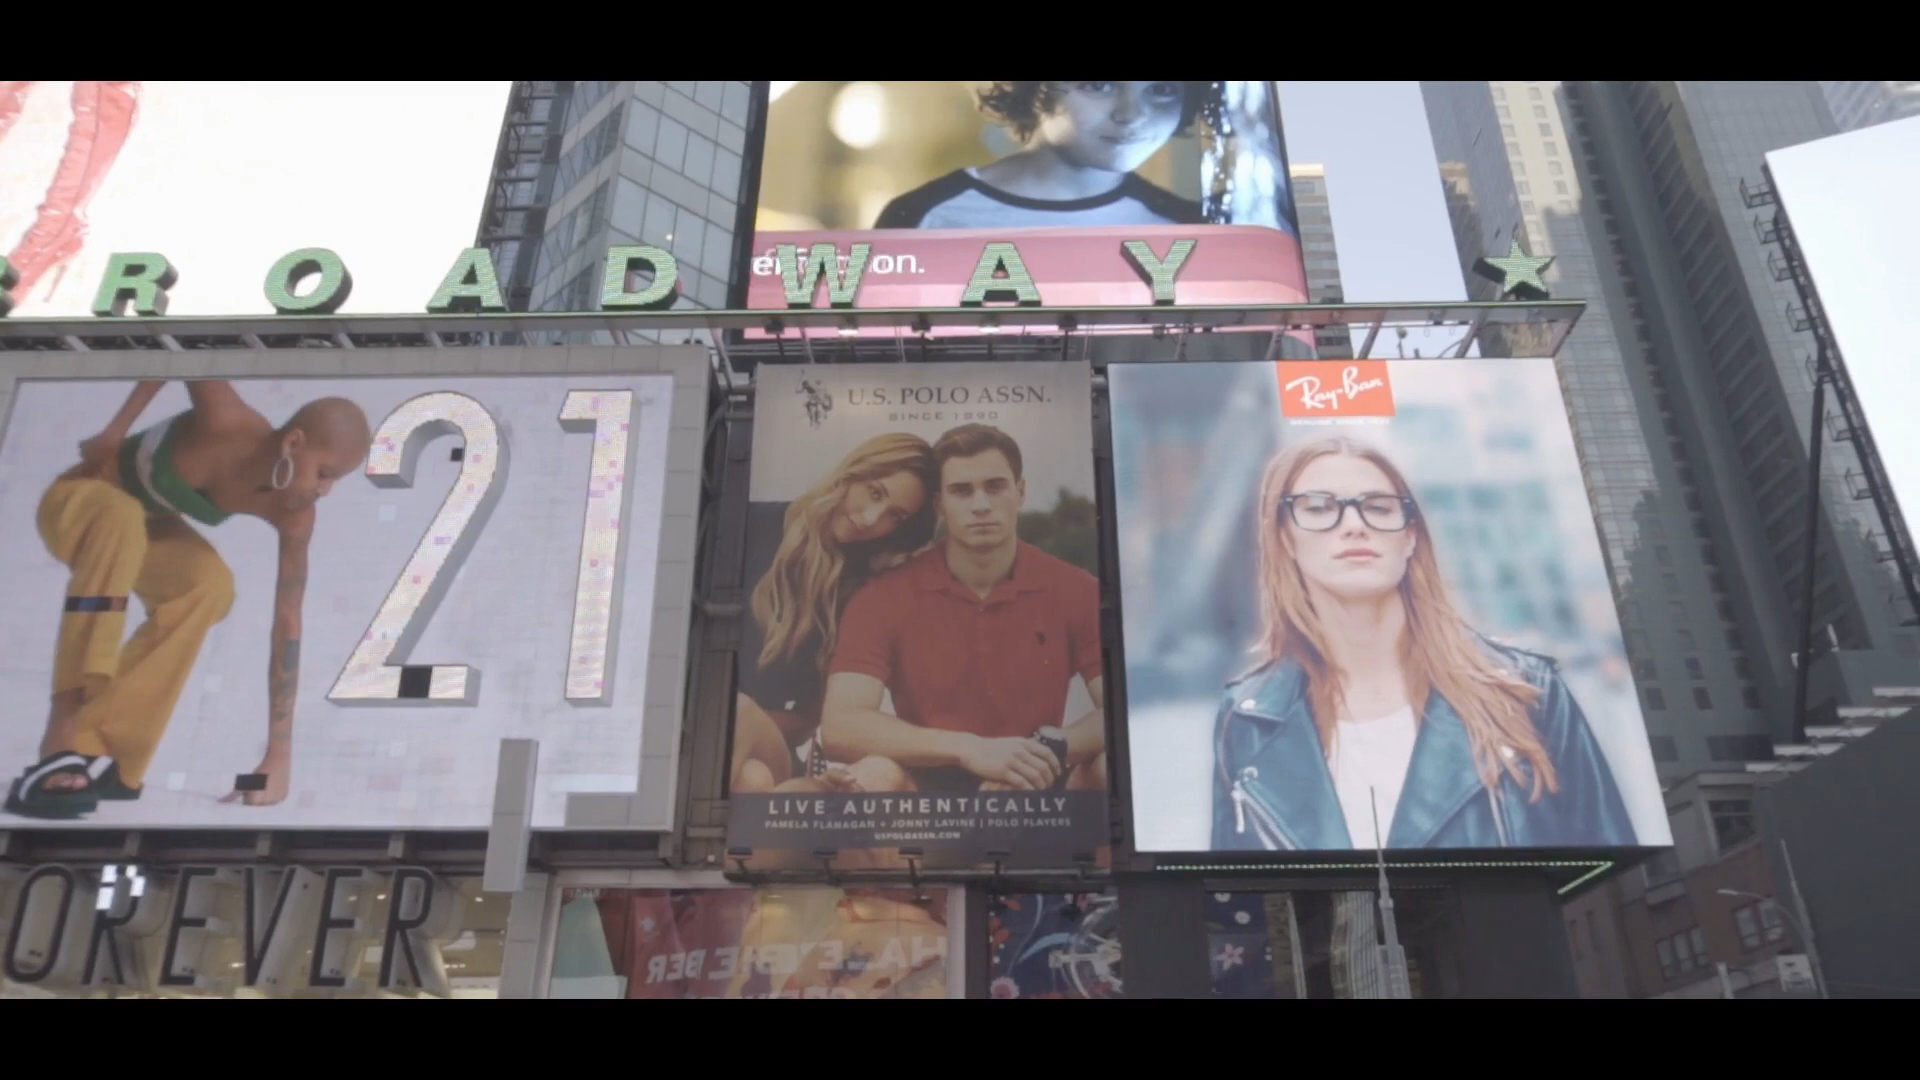 ROADWAY
on.
21
U.S. POLO ASSN.
SINCE 1890
LIVE AUTHENTICALLY
PAMELA FLANAGAN + JONNY LAVINE | POLO PLAYERS
USPOLOASSN.COM
Ray-Ban
OREVER